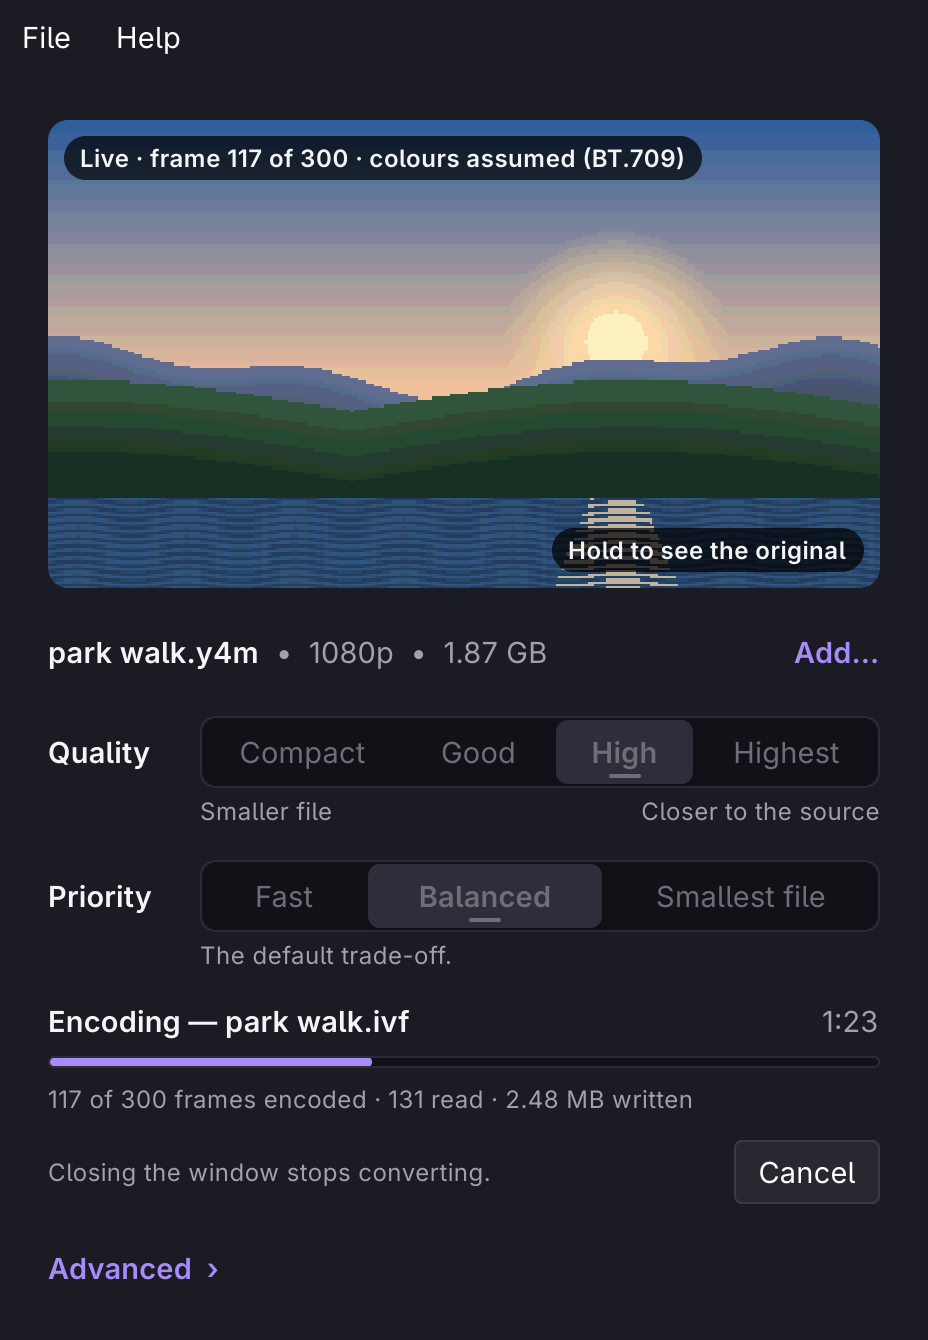 File Help
Live · frame 117 of 300 · colours assumed (BT.709)
Hold to see the original
park walk.y4m • 1080p • 1.87 GB Add...
Quality Compact Good High Highest
Smaller file Closer to the source
Priority Fast Balanced Smallest file
The default trade-off.
Encoding — park walk.ivf 1:23
117 of 300 frames encoded · 131 read · 2.48 MB written
Closing the window stops converting. Cancel
Advanced ›